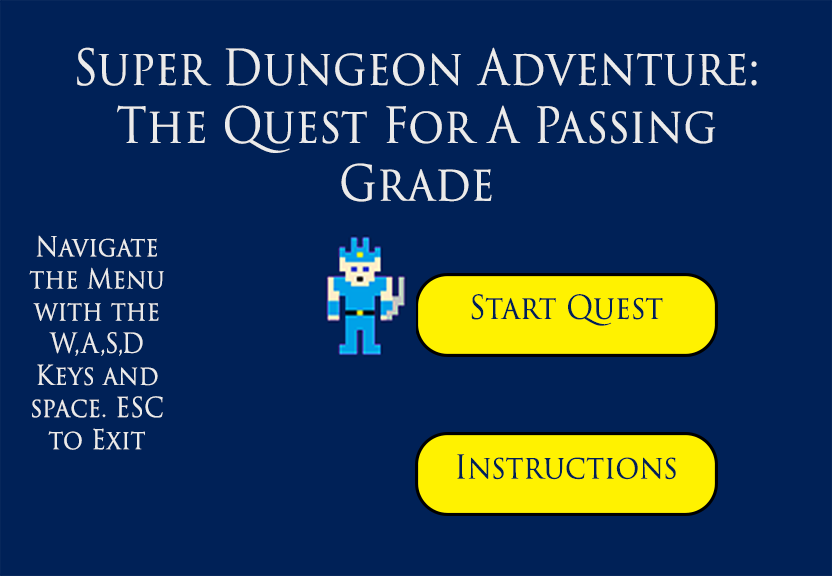 Super Dungeon Adventure:
The Quest For A Passing
Grade
Navigate
the Menu
with the
W,A,S,D
Keys and
space. ESC
to Exit
Start Quest
Instructions